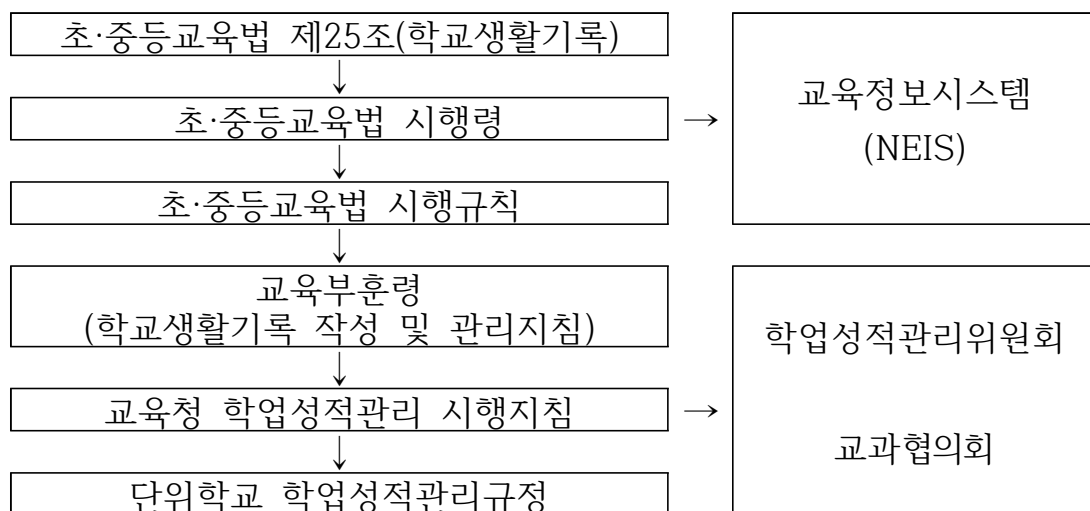 초·중등교육법 제25조(학교생활기록)
↓
초·중등교육법 시행령
→
교육정보시스템
(NEIS)
↓
초·중등교육법 시행규칙
↓
교육부훈령
(학교생활기록 작성 및 관리지침)
↓
교육청 학업성적관리 시행지침
→
학업성적관리위원회
교과협의회
↓
단위학교 학업성적관리규정